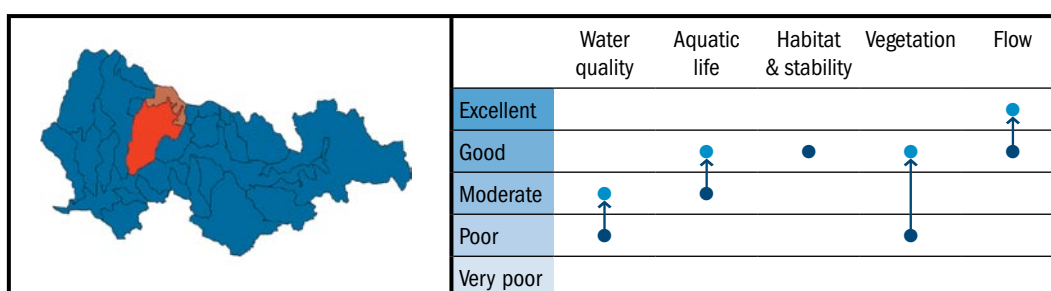 Water quality
Aquatic life
Habitat & stability
Vegetation
Flow
Excellent
Good
Moderate
Poor
Very poor